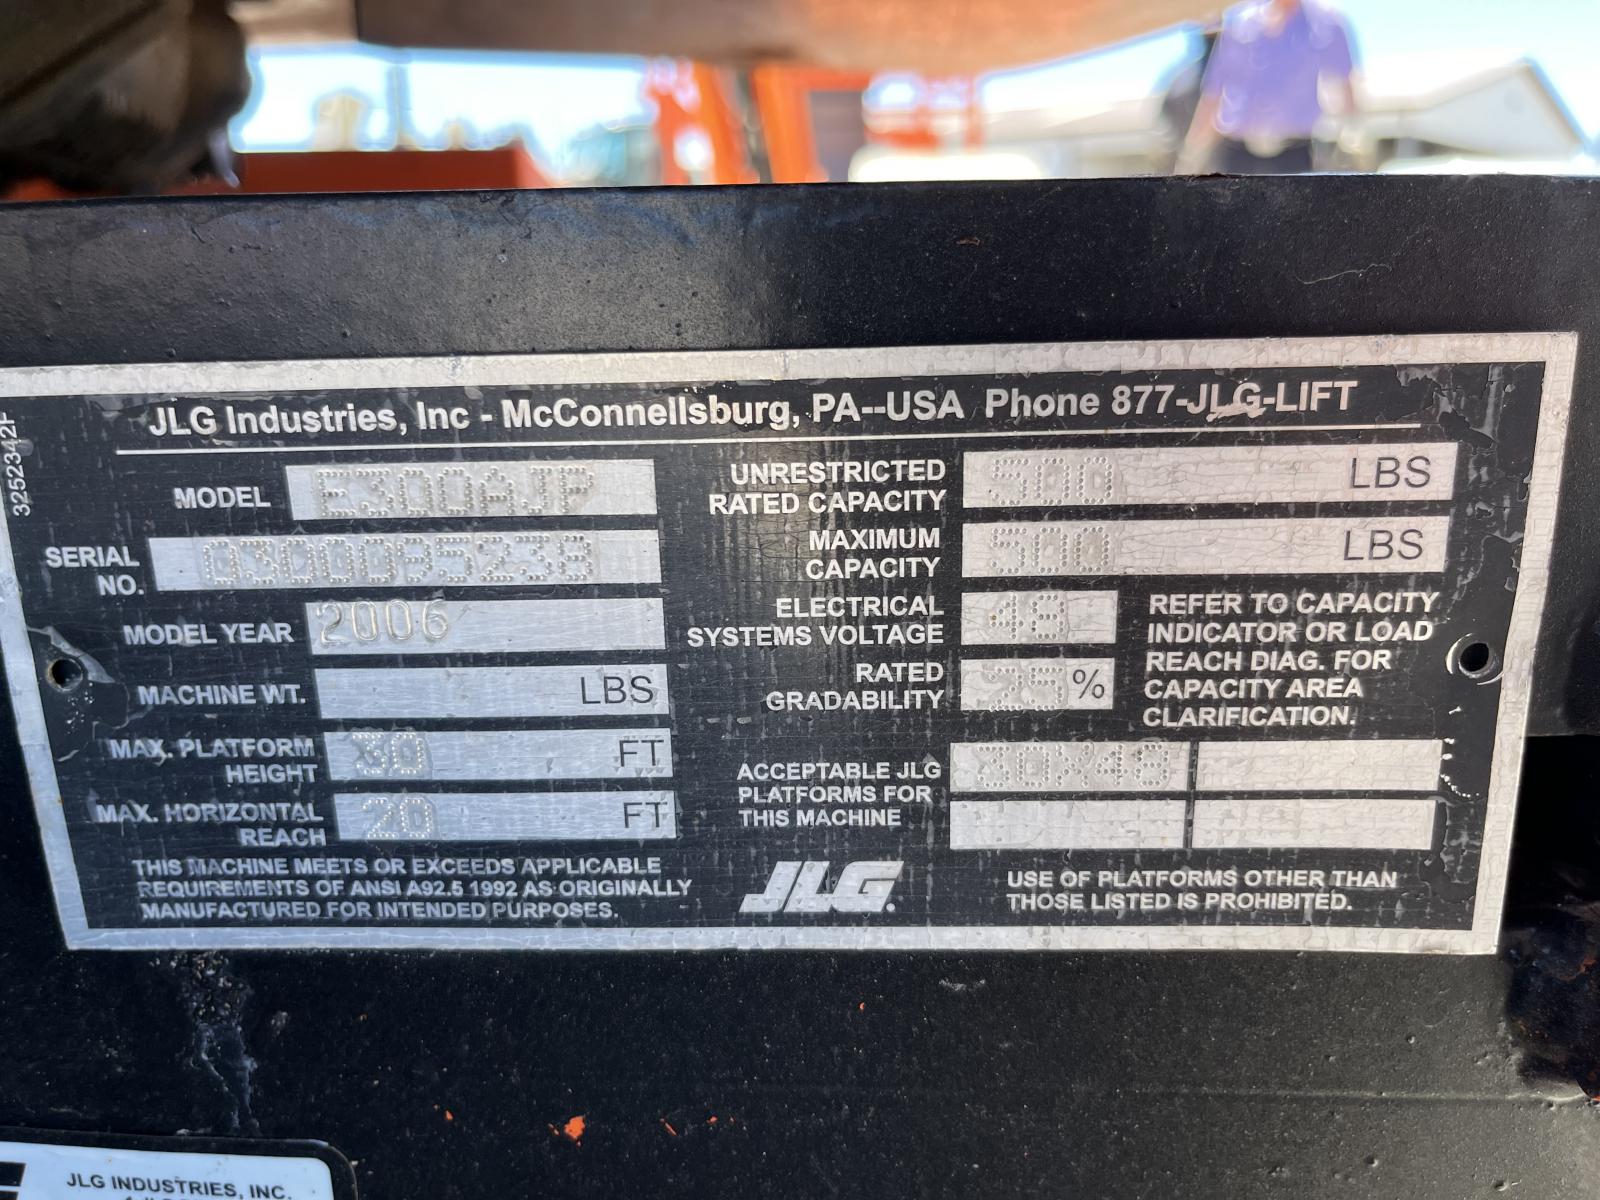 JLG Industries, Inc - McConnellsburg, PA--USA Phone 877-JLG-LIFT
32523442F
MODEL E300AJP
SERIAL NO. 0300095238
MODEL YEAR 2006
MACHINE WT. LBS
MAX. PLATFORM HEIGHT 30 FT
MAX. HORIZONTAL REACH 20 FT
THIS MACHINE MEETS OR EXCEEDS APPLICABLE
REQUIREMENTS OF ANSI A92.5 1992 AS ORIGINALLY
MANUFACTURED FOR INTENDED PURPOSES.
UNRESTRICTED RATED CAPACITY 500 LBS
MAXIMUM CAPACITY 500 LBS
ELECTRICAL SYSTEMS VOLTAGE 48
RATED GRADABILITY 25 %
REFER TO CAPACITY
INDICATOR OR LOAD
REACH DIAG. FOR
CAPACITY AREA
CLARIFICATION.
ACCEPTABLE JLG
PLATFORMS FOR
THIS MACHINE
30X48
JLG.
USE OF PLATFORMS OTHER THAN
THOSE LISTED IS PROHIBITED.
JLG INDUSTRIES, INC.